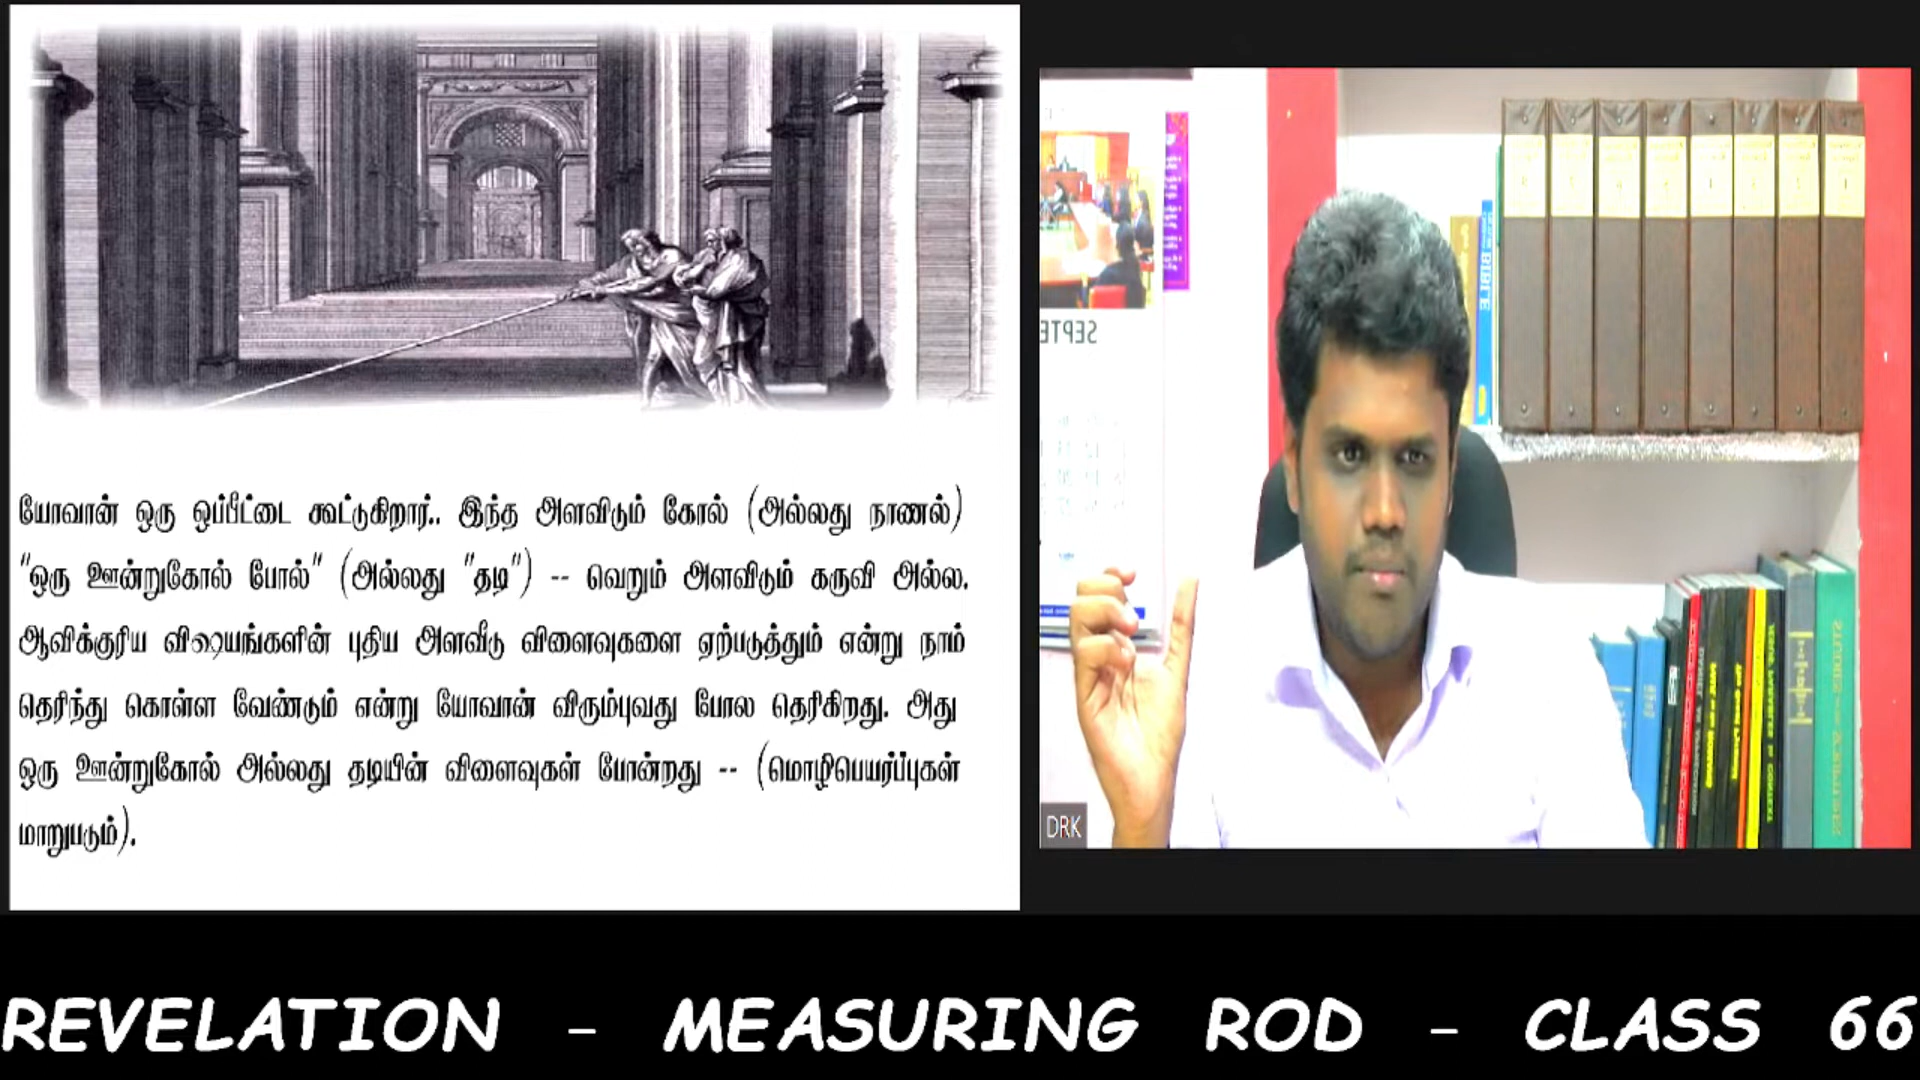 யோவான் ஒரு ஒப்பீட்டை கூட்டுகிறார்.. இந்த அளவிடும் கோல் (அல்லது நாணல்)
"ஒரு ஊன்றுகோல் போல்" (அல்லது "தடி") -- வெறும் அளவிடும் கருவி அல்ல.
ஆவிக்குரிய விஷயங்களின் புதிய அளவீடு விளைவுகளை ஏற்படுத்தும் என்று நாம்
தெரிந்து கொள்ள வேண்டும் என்று யோவான் விரும்புவது போல தெரிகிறது. அது
ஒரு ஊன்றுகோல் அல்லது தடியின் விளைவுகள் போன்றது -- (மொழிபெயர்ப்புகள்
மாறுபடும்).
SEPTE
BIBLE
DRK
REVELATION - MEASURING ROD - CLASS 66